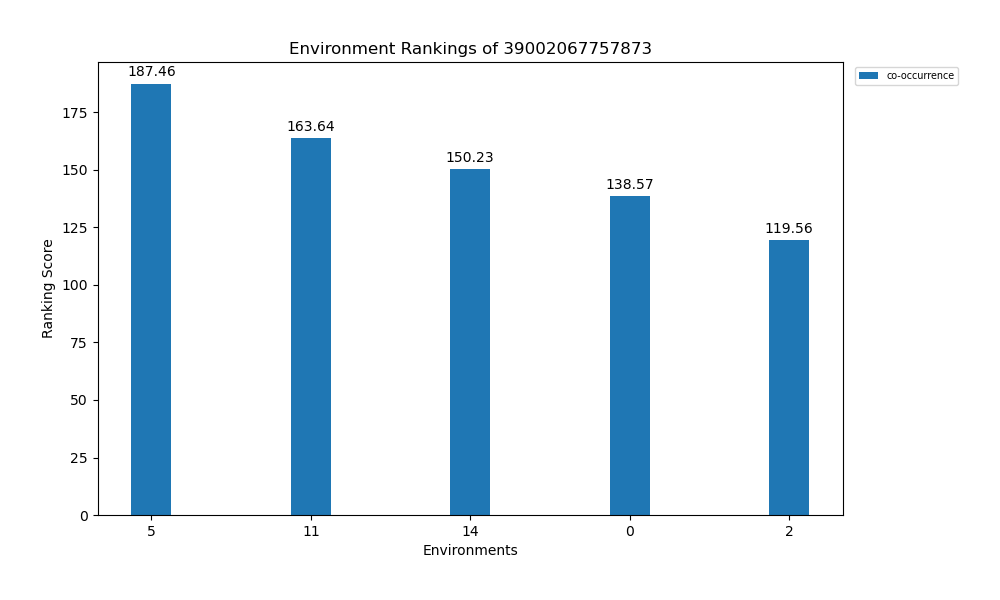 Environment Rankings of 39002067757873
co-occurrence
187.46
163.64
150.23
138.57
119.56
Ranking Score
175
150
125
100
75
50
25
0
5 11 14 0 2
Environments